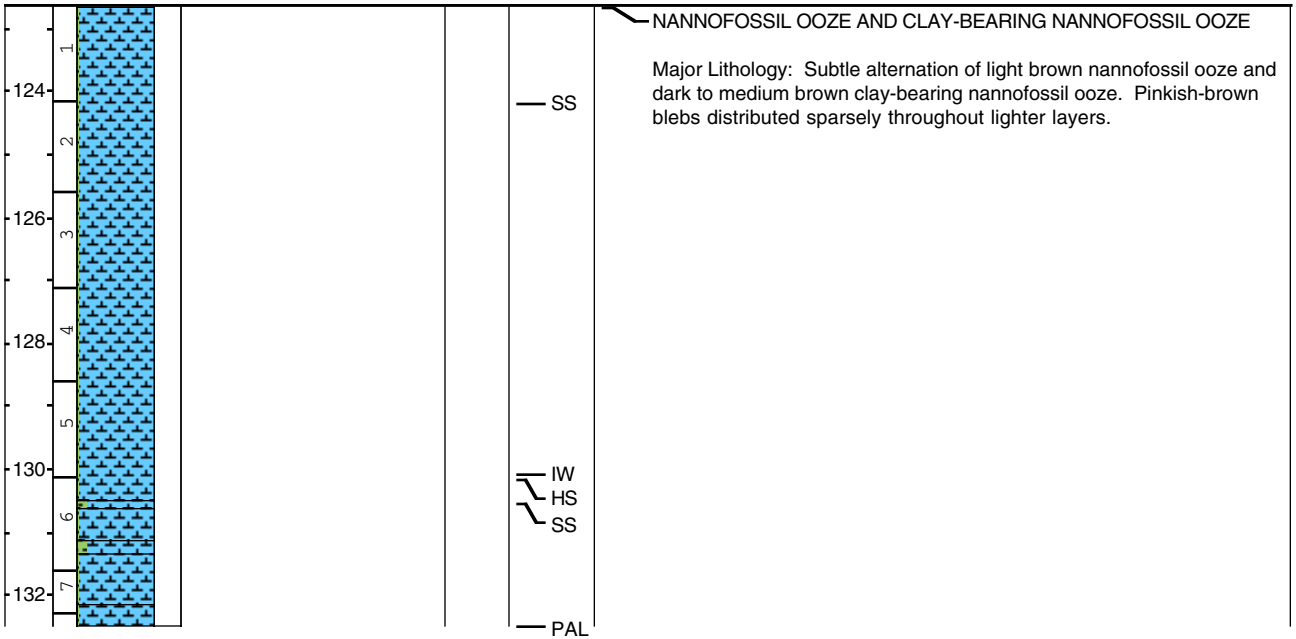 NANNOFOSSIL OOZE AND CLAY-BEARING NANNOFOSSIL OOZE
Major Lithology: Subtle alternation of light brown nannofossil ooze and
dark to medium brown clay-bearing nannofossil ooze. Pinkish-brown
blebs distributed sparsely throughout lighter layers.
1
124
SS
2
126
3
4
128
5
130
IW
HS
6
SS
7
132
PAL